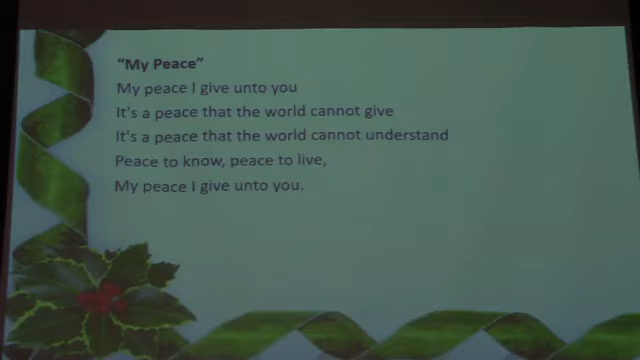 “My Peace”
My peace I give unto you
It's a peace that the world cannot give
It's a peace that the world cannot understand
Peace to know, peace to live,
My peace I give unto you.